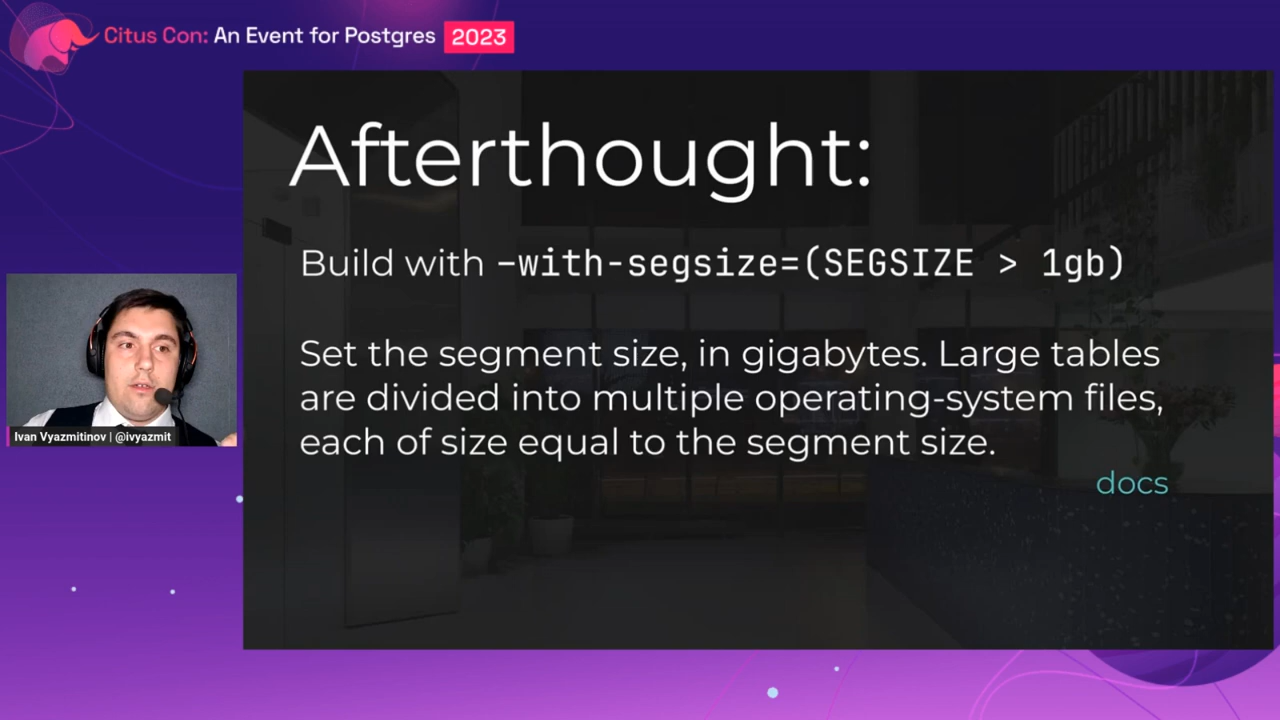 Citus Con: An Event for Postgres 2023
Afterthought:
Build with –with-segsize=(SEGSIZE > 1gb)
Set the segment size, in gigabytes. Large tables
are divided into multiple operating-system files,
each of size equal to the segment size.
docs
Ivan Vyazmitinov | @ivyazmit